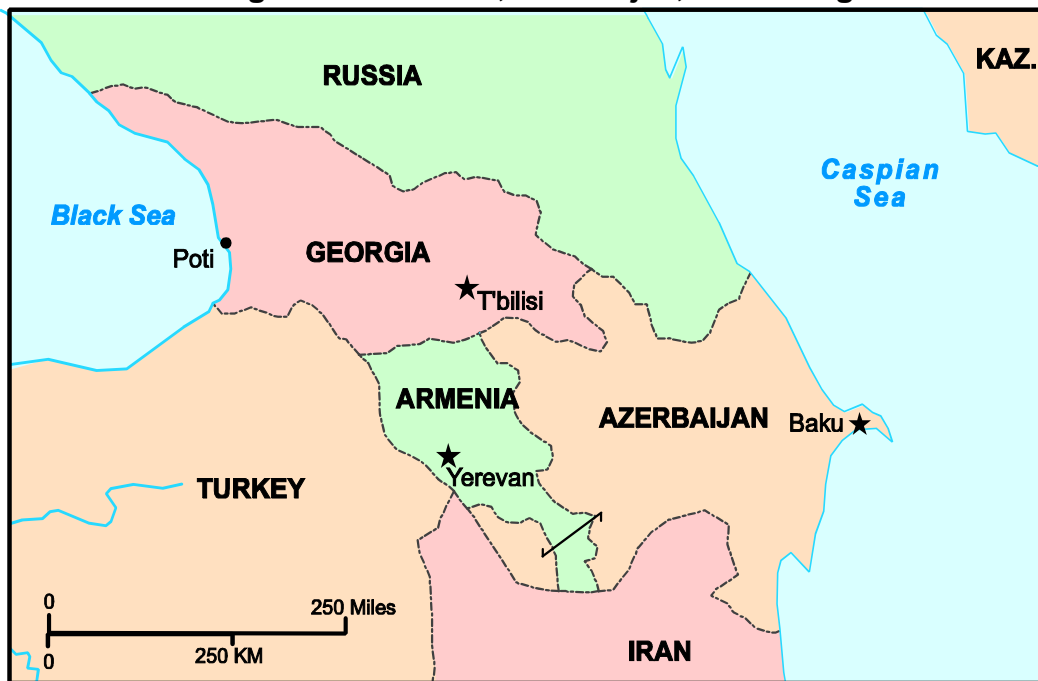 RUSSIA
KAZ.
Caspian
Sea
Black Sea
Poti
GEORGIA
T'bilisi
ARMENIA
AZERBAIJAN
Baku
Yerevan
TURKEY
0
250 Miles
0
250 KM
IRAN